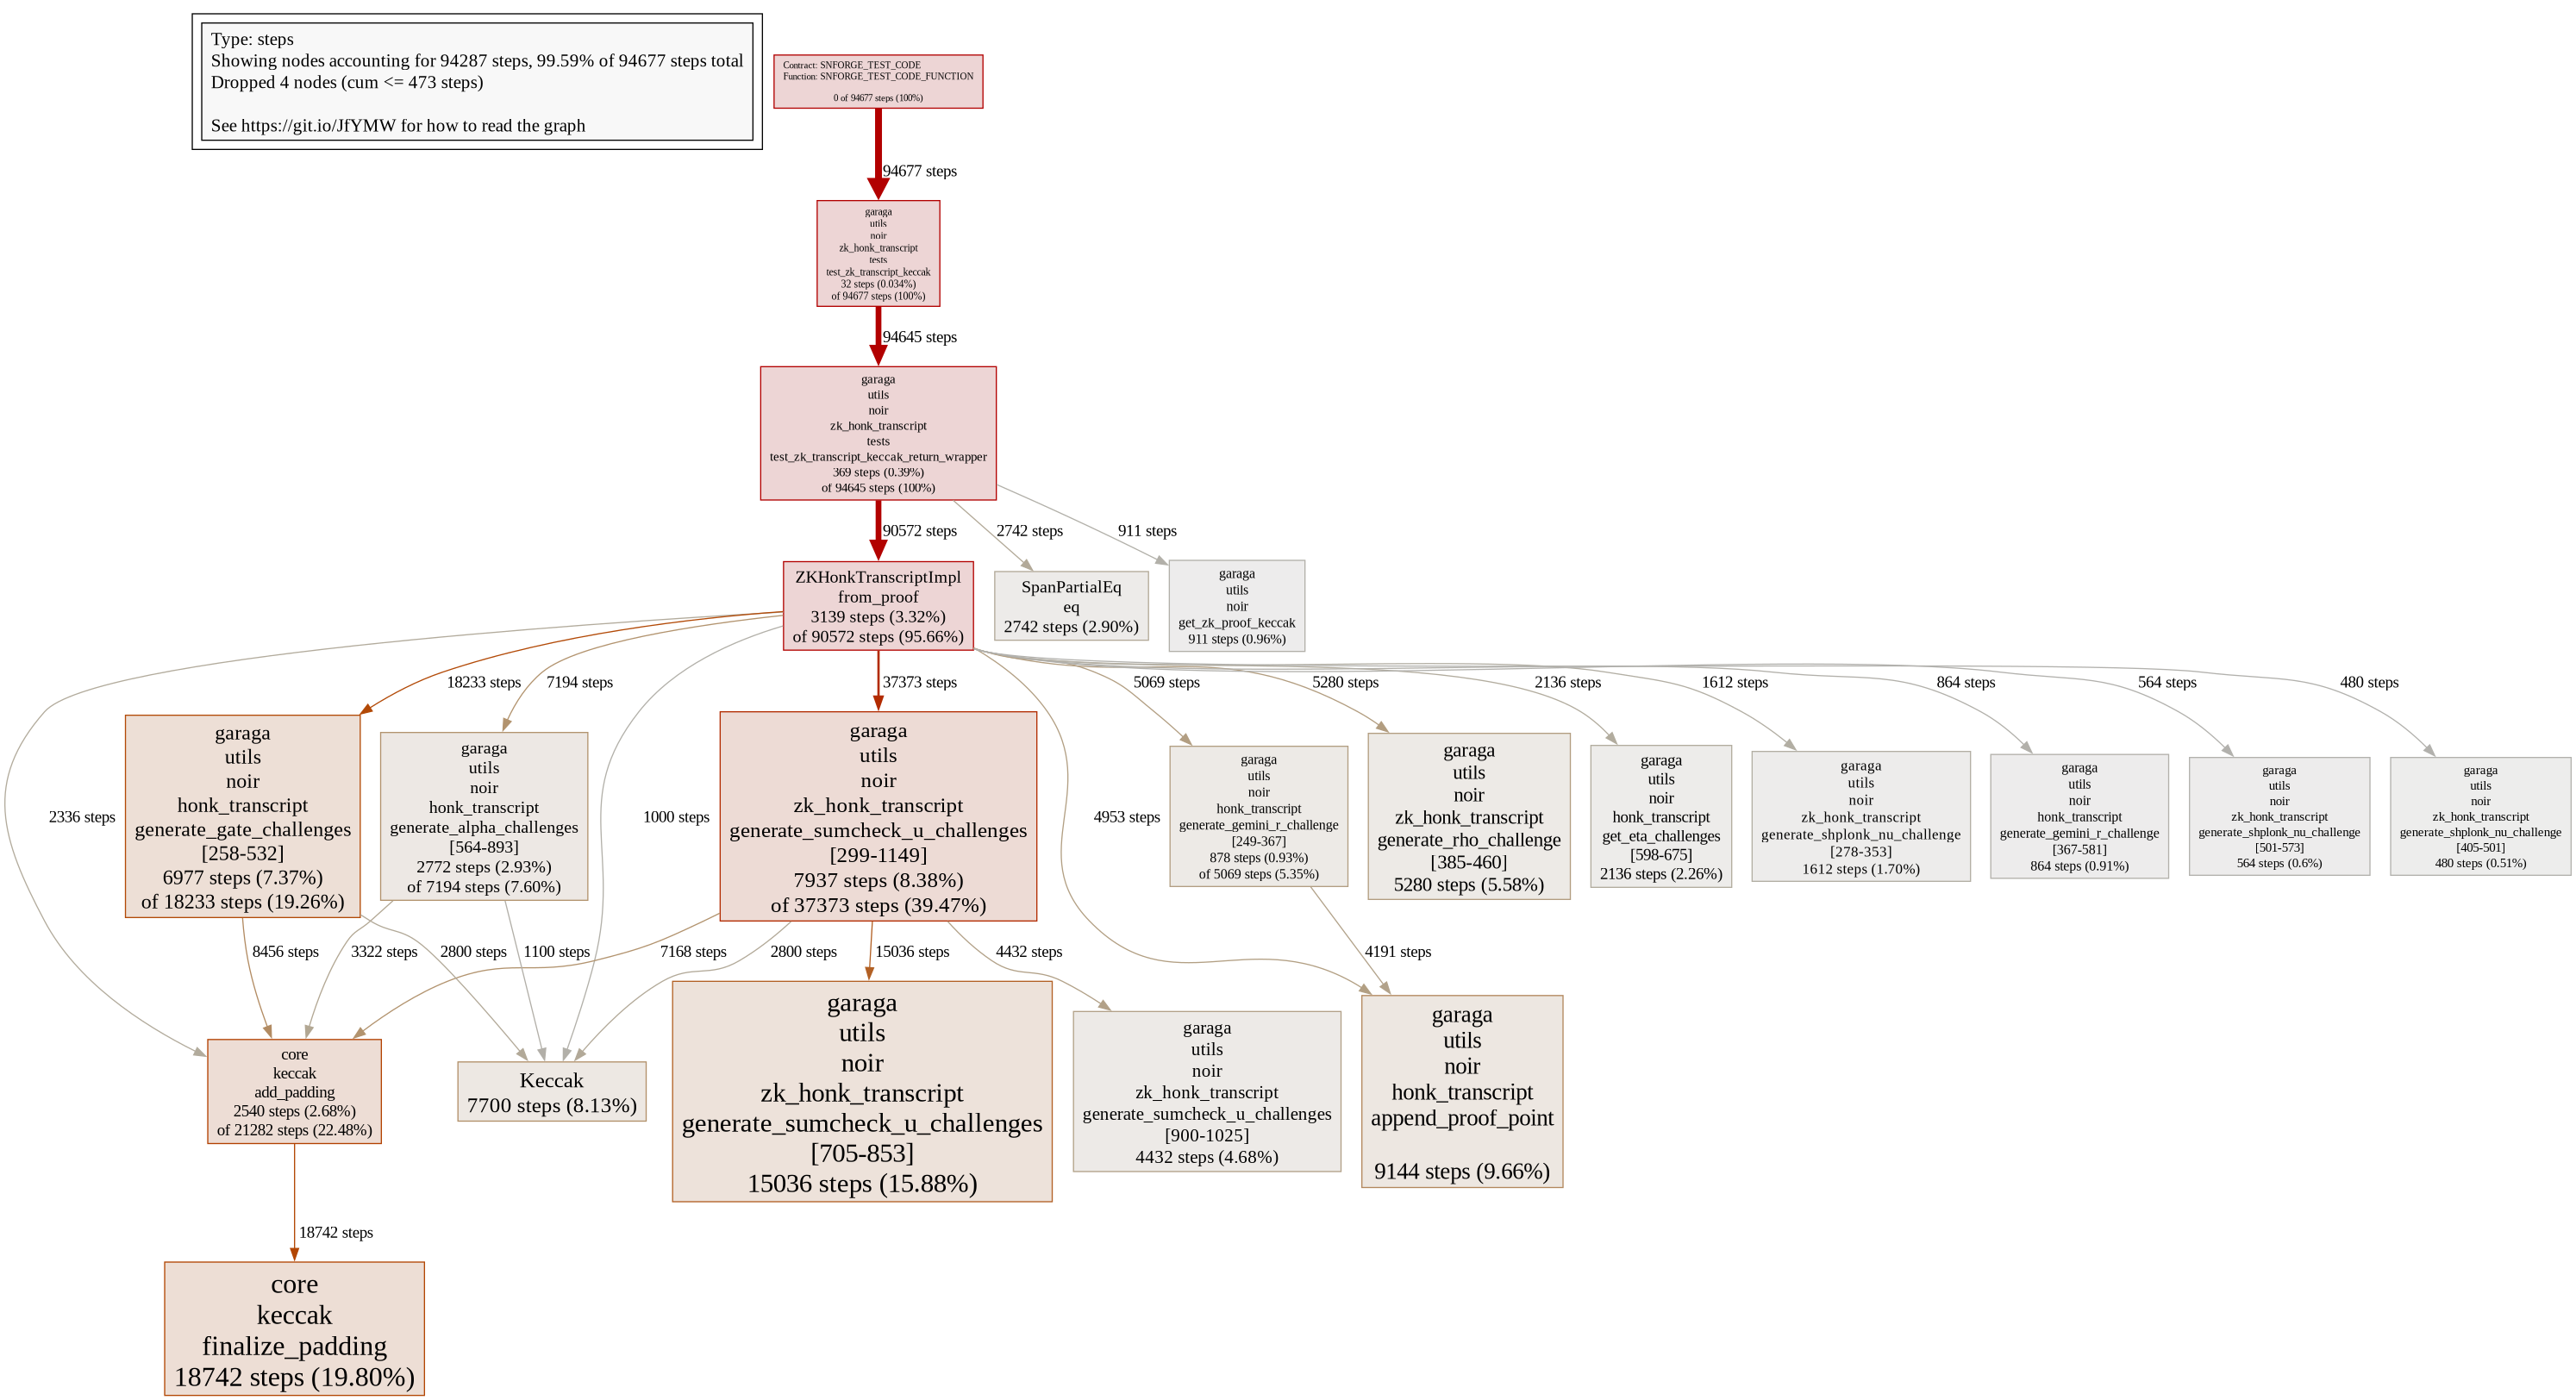 Type: steps
Showing nodes accounting for 94287 steps, 99.59% of 94677 steps total
Dropped 4 nodes (cum <= 473 steps)
See https://git.io/JfYMW for how to read the graph
Contract: SNFORGE_TEST_CODE
Function: SNFORGE_TEST_CODE_FUNCTION
0 of 94677 steps (100%)
94677 steps
garaga
utils
noir
zk_honk_transcript
tests
test_zk_transcript_keccak
32 steps (0.034%)
of 94677 steps (100%)
94645 steps
garaga
utils
noir
zk_honk_transcript
tests
test_zk_transcript_keccak_return_wrapper
369 steps (0.39%)
of 94645 steps (100%)
90572 steps
2742 steps
911 steps
ZKHonkTranscriptImpl
from_proof
3139 steps (3.32%)
of 90572 steps (95.66%)
SpanPartialEq
eq
2742 steps (2.90%)
garaga
utils
noir
get_zk_proof_keccak
911 steps (0.96%)
18233 steps
7194 steps
37373 steps
5069 steps
5280 steps
2136 steps
1612 steps
864 steps
564 steps
480 steps
2336 steps
garaga
utils
noir
honk_transcript
generate_gate_challenges
[258-532]
6977 steps (7.37%)
of 18233 steps (19.26%)
garaga
utils
noir
honk_transcript
generate_alpha_challenges
[564-893]
2772 steps (2.93%)
of 7194 steps (7.60%)
1000 steps
garaga
utils
noir
zk_honk_transcript
generate_sumcheck_u_challenges
[299-1149]
7937 steps (8.38%)
of 37373 steps (39.47%)
4953 steps
garaga
utils
noir
honk_transcript
generate_gemini_r_challenge
[249-367]
878 steps (0.93%)
of 5069 steps (5.35%)
garaga
utils
noir
zk_honk_transcript
generate_rho_challenge
[385-460]
5280 steps (5.58%)
garaga
utils
noir
honk_transcript
get_eta_challenges
[598-675]
2136 steps (2.26%)
garaga
utils
noir
zk_honk_transcript
generate_shplonk_nu_challenge
[278-353]
1612 steps (1.70%)
garaga
utils
noir
honk_transcript
generate_gemini_r_challenge
[367-581]
864 steps (0.91%)
garaga
utils
noir
zk_honk_transcript
generate_shplonk_nu_challenge
[501-573]
564 steps (0.6%)
garaga
utils
noir
zk_honk_transcript
generate_shplonk_nu_challenge
[405-501]
480 steps (0.51%)
8456 steps
3322 steps
2800 steps
1100 steps
7168 steps
2800 steps
15036 steps
4432 steps
4191 steps
core
keccak
add_padding
2540 steps (2.68%)
of 21282 steps (22.48%)
Keccak
7700 steps (8.13%)
garaga
utils
noir
zk_honk_transcript
generate_sumcheck_u_challenges
[705-853]
15036 steps (15.88%)
garaga
utils
noir
zk_honk_transcript
generate_sumcheck_u_challenges
[900-1025]
4432 steps (4.68%)
garaga
utils
noir
honk_transcript
append_proof_point
9144 steps (9.66%)
18742 steps
core
keccak
finalize_padding
18742 steps (19.80%)